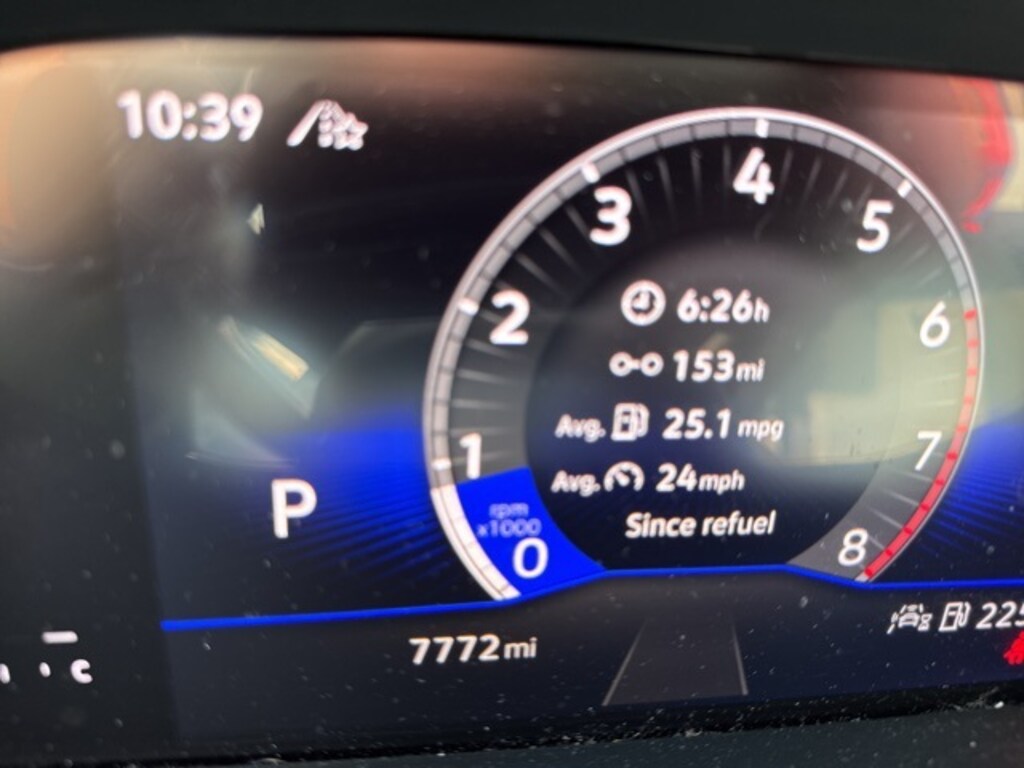 10:39
4
3
5
2
6
6:26h
153mi
Avg. 25.1 mpg
Avg. 24mph
Since refuel
1
7
P
rpm
x1000
0
8
7772mi
225
C